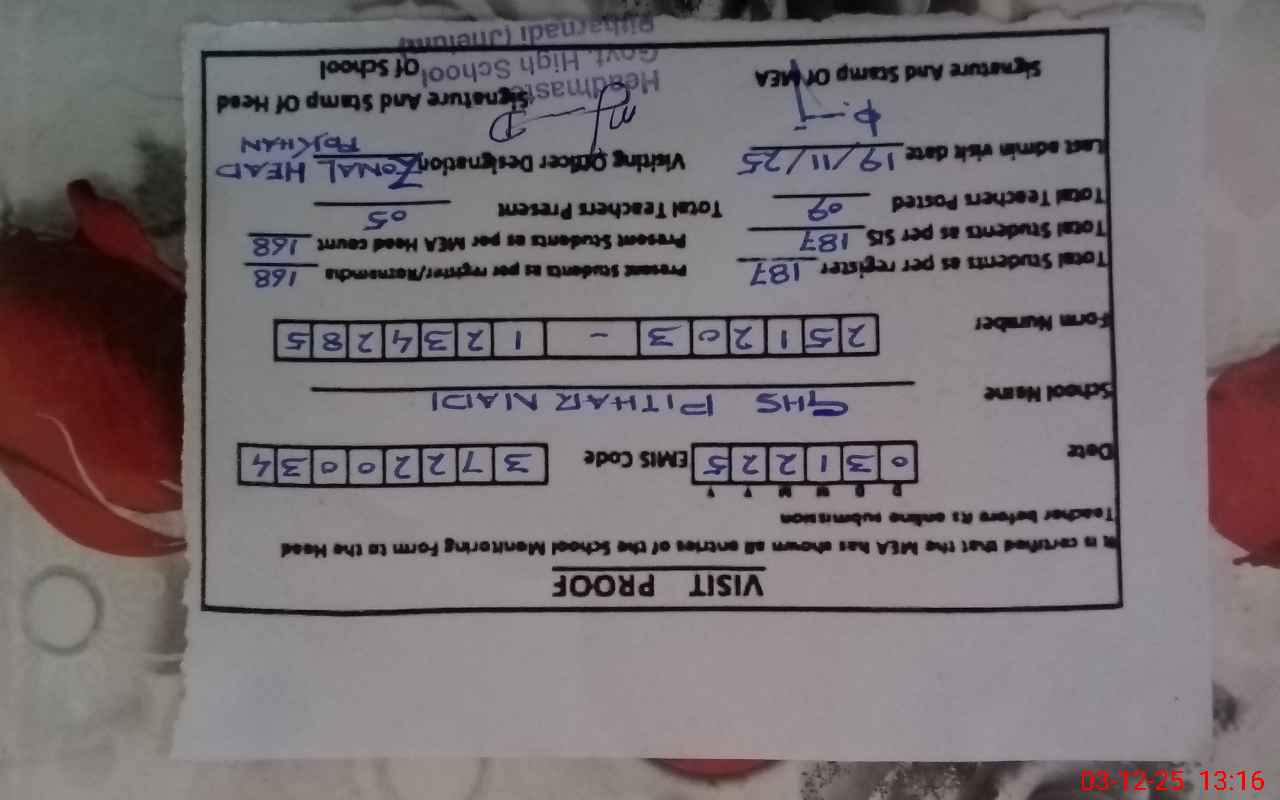 VISIT PROOF
It is certified that the MEA has shown all entries of the School Monitoring Form to the Head
Teacher before its online submission
D D M M Y Y
Date 0 3 1 2 2 5 EMIS Code 3 7 2 2 0 0 3 4
School Name GHS PITHAR NADI
Form Number 2 5 1 2 0 3 - 1 2 3 4 2 8 5
Total Students as per register 187 Present Students as per register/Hazramcha 168
Total Students as per SIS 187 Present Students as per MEA Head count 168
Total Teachers Posted 09 Total Teachers Present 05
Last admin visit date 19/11/25 Visiting Officer Designation ZONAL HEAD
Signature And Stamp Of MEA Signature And Stamp Of Head
Of School
Headmaster
Govt. High School
Pitharnadi (Jhelum)
03-12-25 13:16